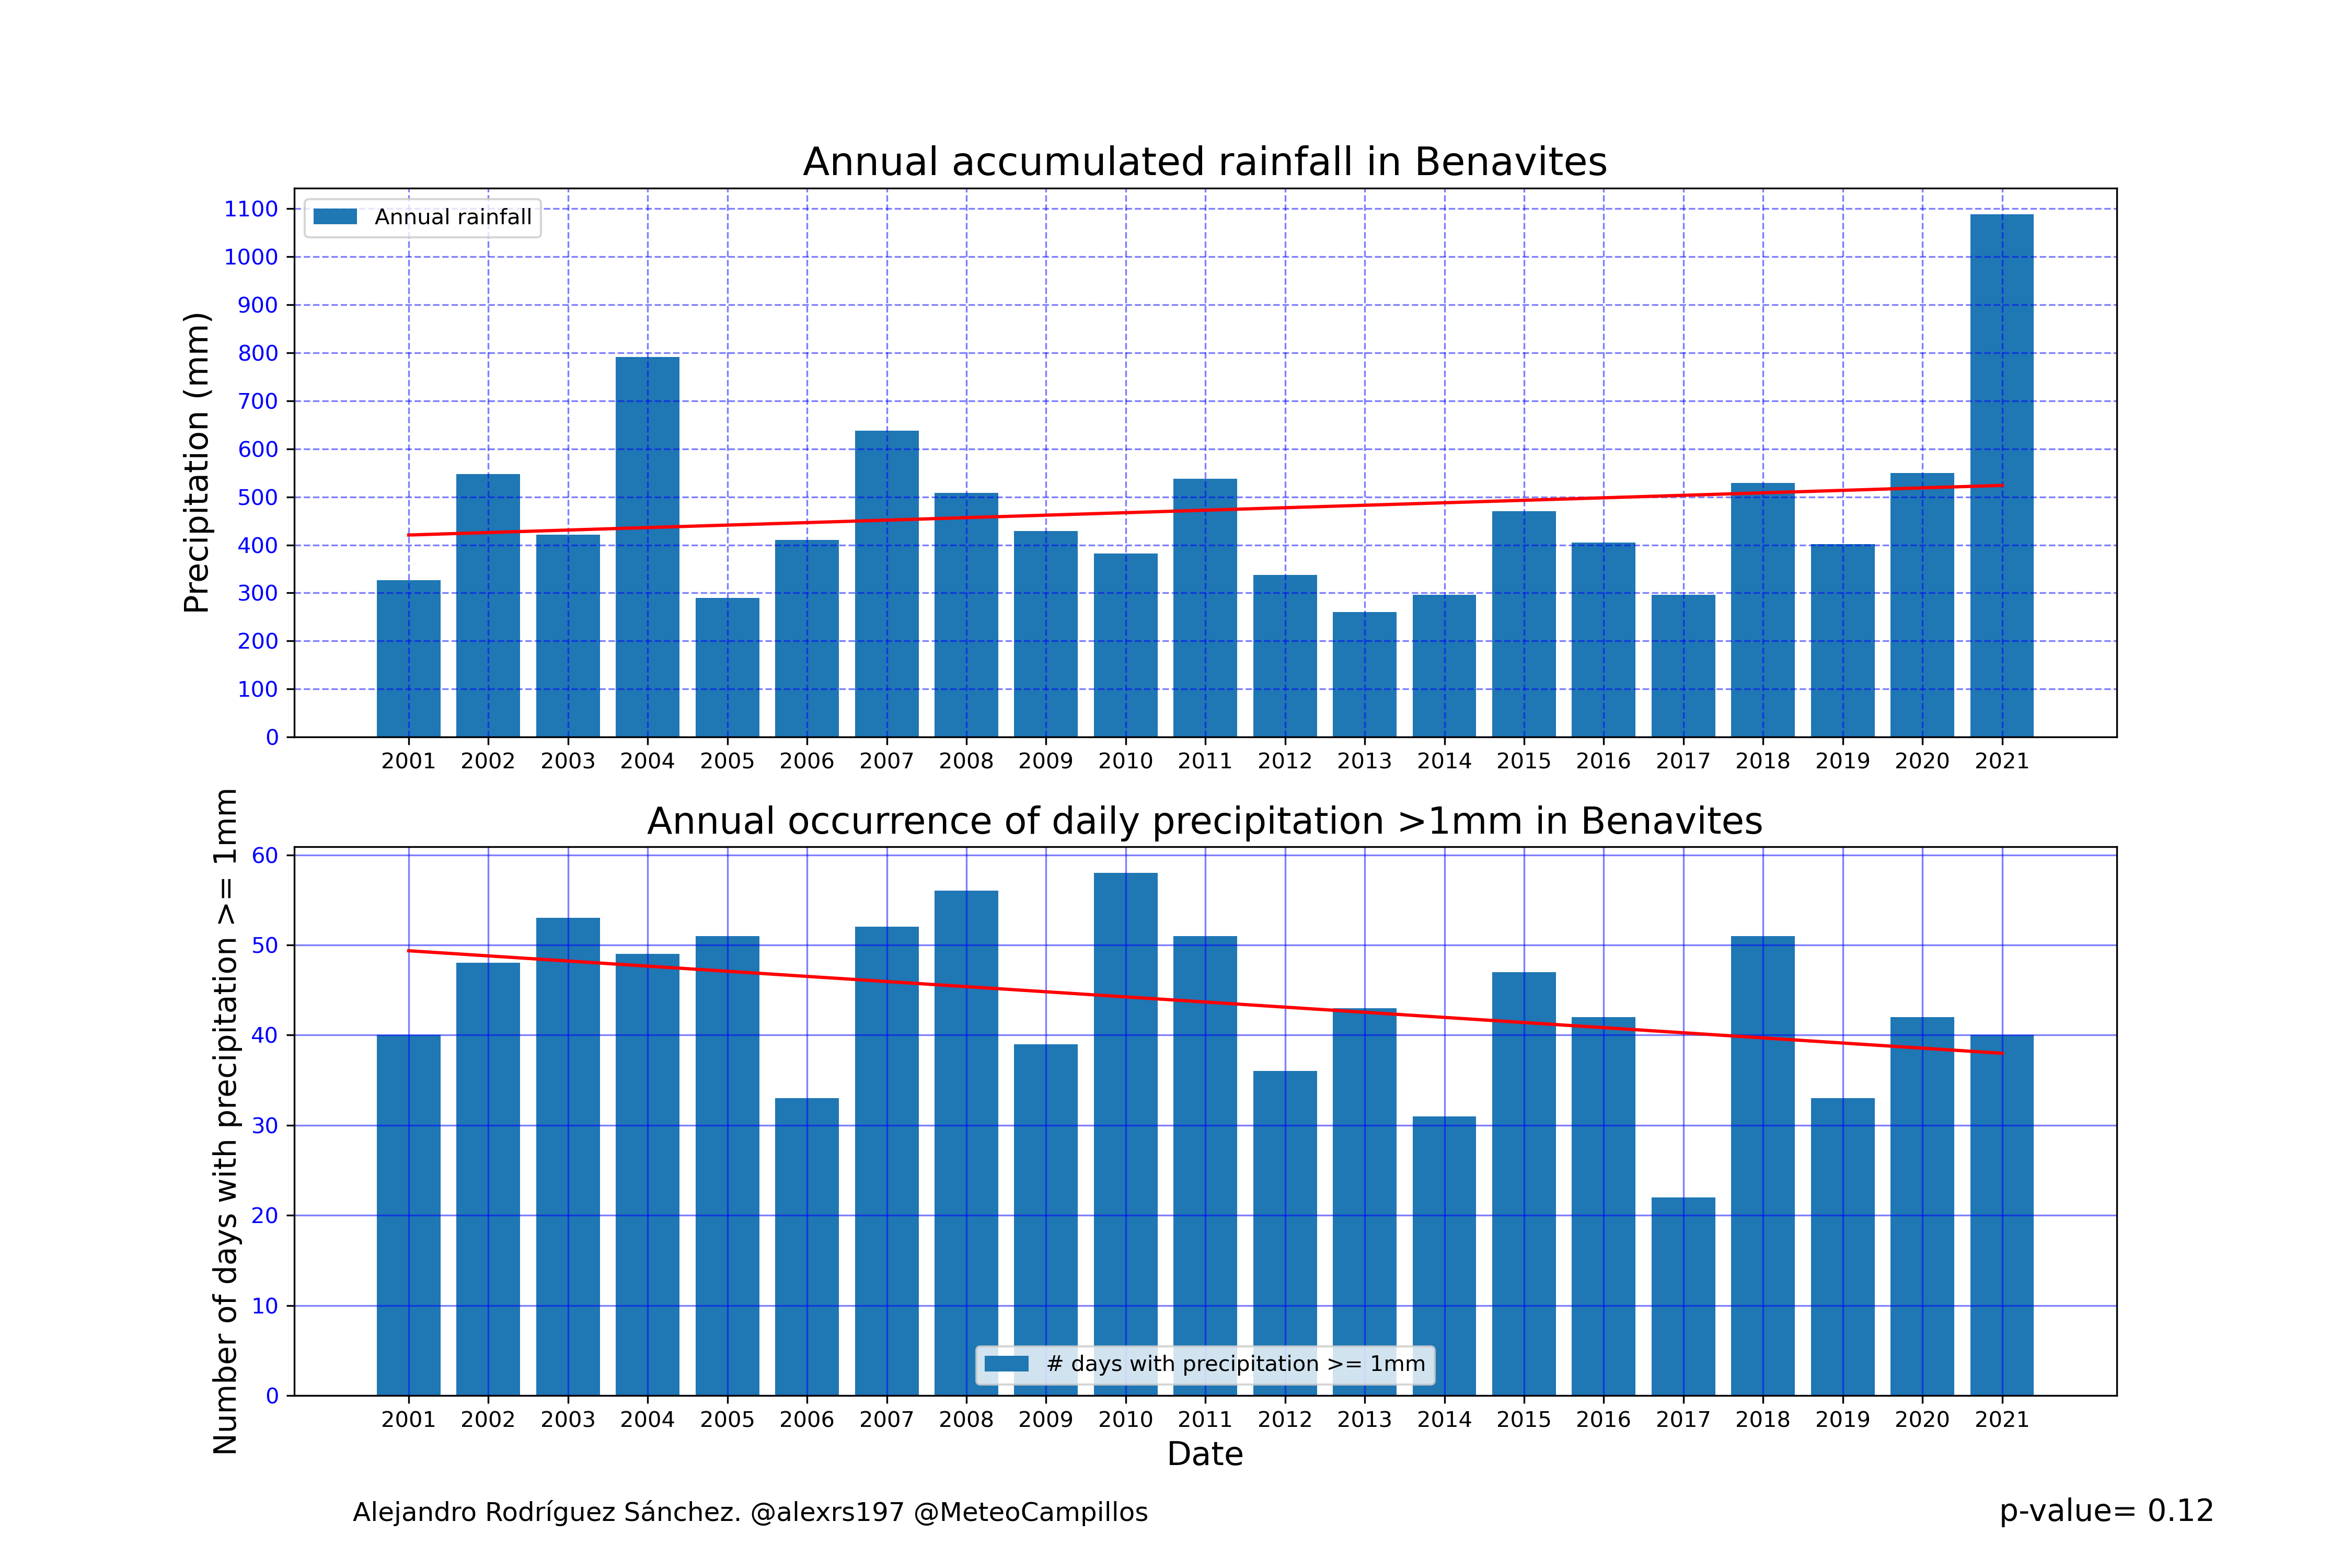 Annual accumulated rainfall in Benavites
Precipitation (mm)
1100
1000
900
800
700
600
500
400
300
200
100
0
Annual rainfall
2001 2002 2003 2004 2005 2006 2007 2008 2009 2010 2011 2012 2013 2014 2015 2016 2017 2018 2019 2020 2021
Annual occurrence of daily precipitation >1mm in Benavites
Number of days with precipitation >= 1mm
60
50
40
30
20
10
0
# days with precipitation >= 1mm
2001 2002 2003 2004 2005 2006 2007 2008 2009 2010 2011 2012 2013 2014 2015 2016 2017 2018 2019 2020 2021
Date
Alejandro Rodríguez Sánchez. @alexrs197 @MeteoCampillos
p-value= 0.12